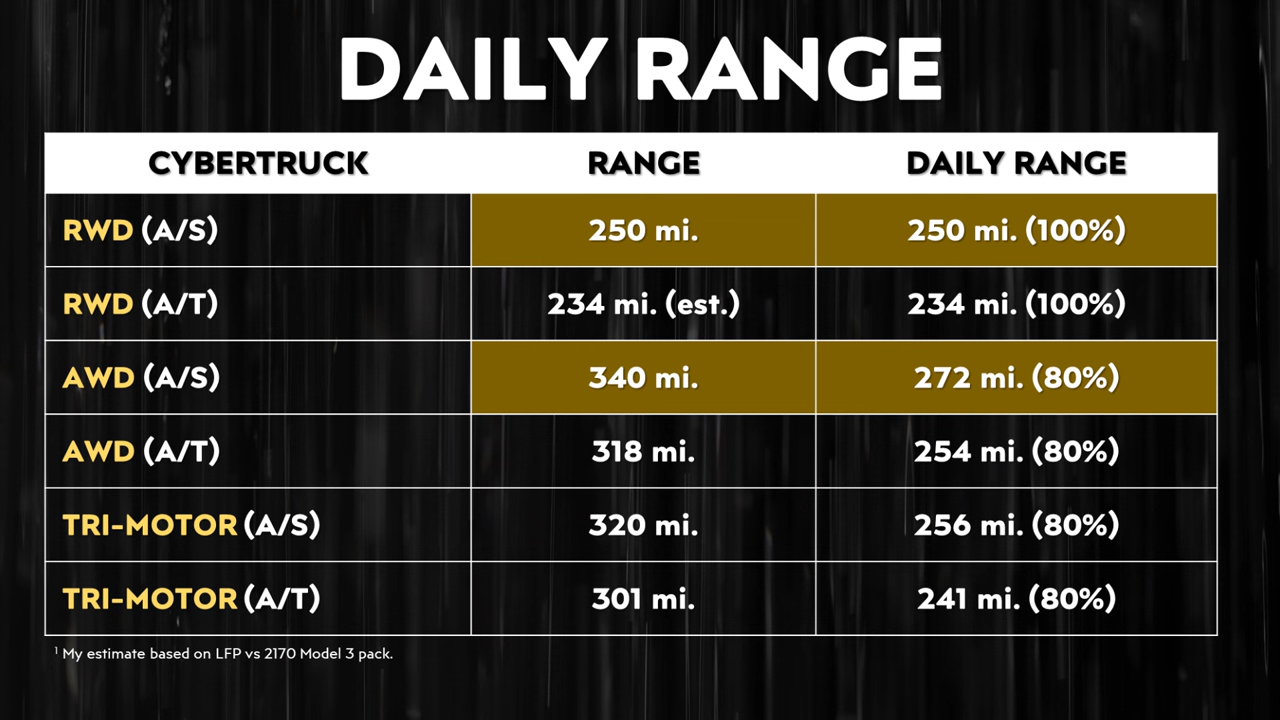 DAILY RANGE
CYBERTRUCK RANGE DAILY RANGE
RWD (A/S) 250 mi. 250 mi. (100%)
RWD (A/T) 234 mi. (est.) 234 mi. (100%)
AWD (A/S) 340 mi. 272 mi. (80%)
AWD (A/T) 318 mi. 254 mi. (80%)
TRI-MOTOR (A/S) 320 mi. 256 mi. (80%)
TRI-MOTOR (A/T) 301 mi. 241 mi. (80%)
¹ My estimate based on LFP vs 2170 Model 3 pack.